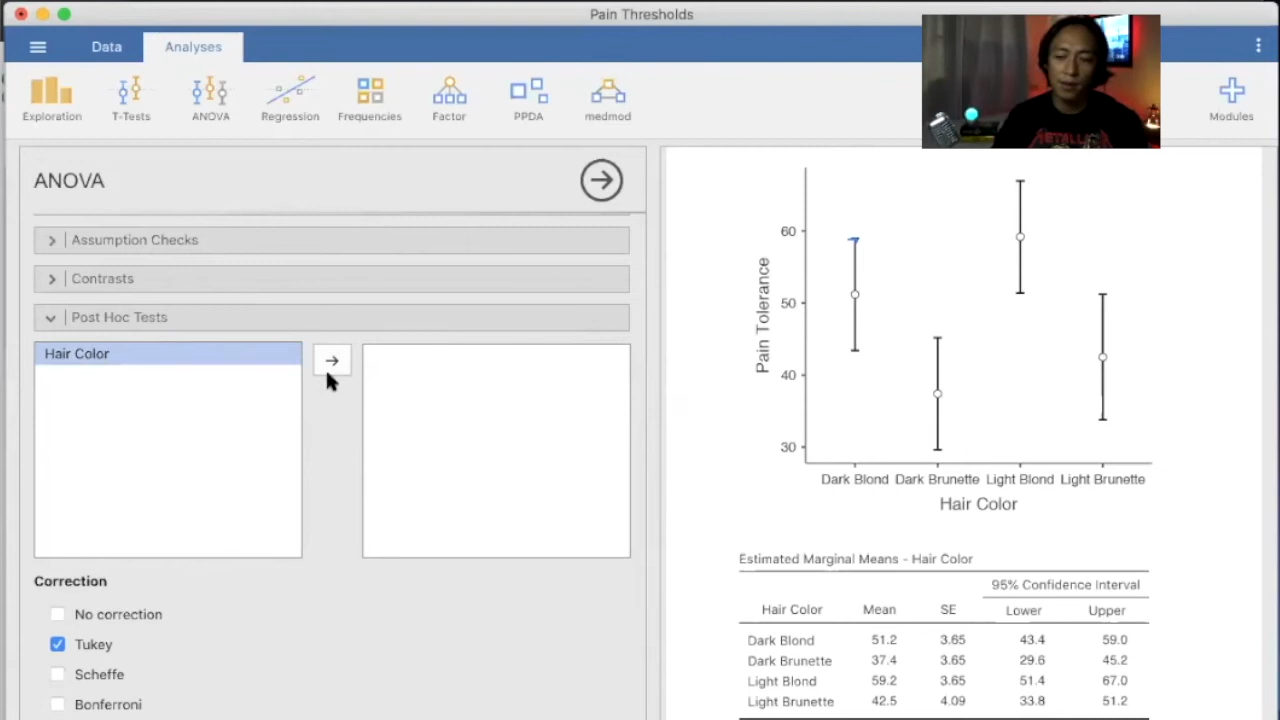 Pain Thresholds
Data
Analyses
Exploration
T-Tests
ANOVA
Regression
Frequencies
Factor
PPDA
medmod
Modules
METALLICA
ANOVA
Assumption Checks
Contrasts
Post Hoc Tests
Hair Color
Correction
No correction
Tukey
Scheffe
Bonferroni
60
50
40
30
Pain Tolerance
Dark Blond Dark Brunette Light Blond Light Brunette
Hair Color
Estimated Marginal Means - Hair Color
95% Confidence Interval
Hair Color Mean SE Lower Upper
Dark Blond 51.2 3.65 43.4 59.0
Dark Brunette 37.4 3.65 29.6 45.2
Light Blond 59.2 3.65 51.4 67.0
Light Brunette 42.5 4.09 33.8 51.2